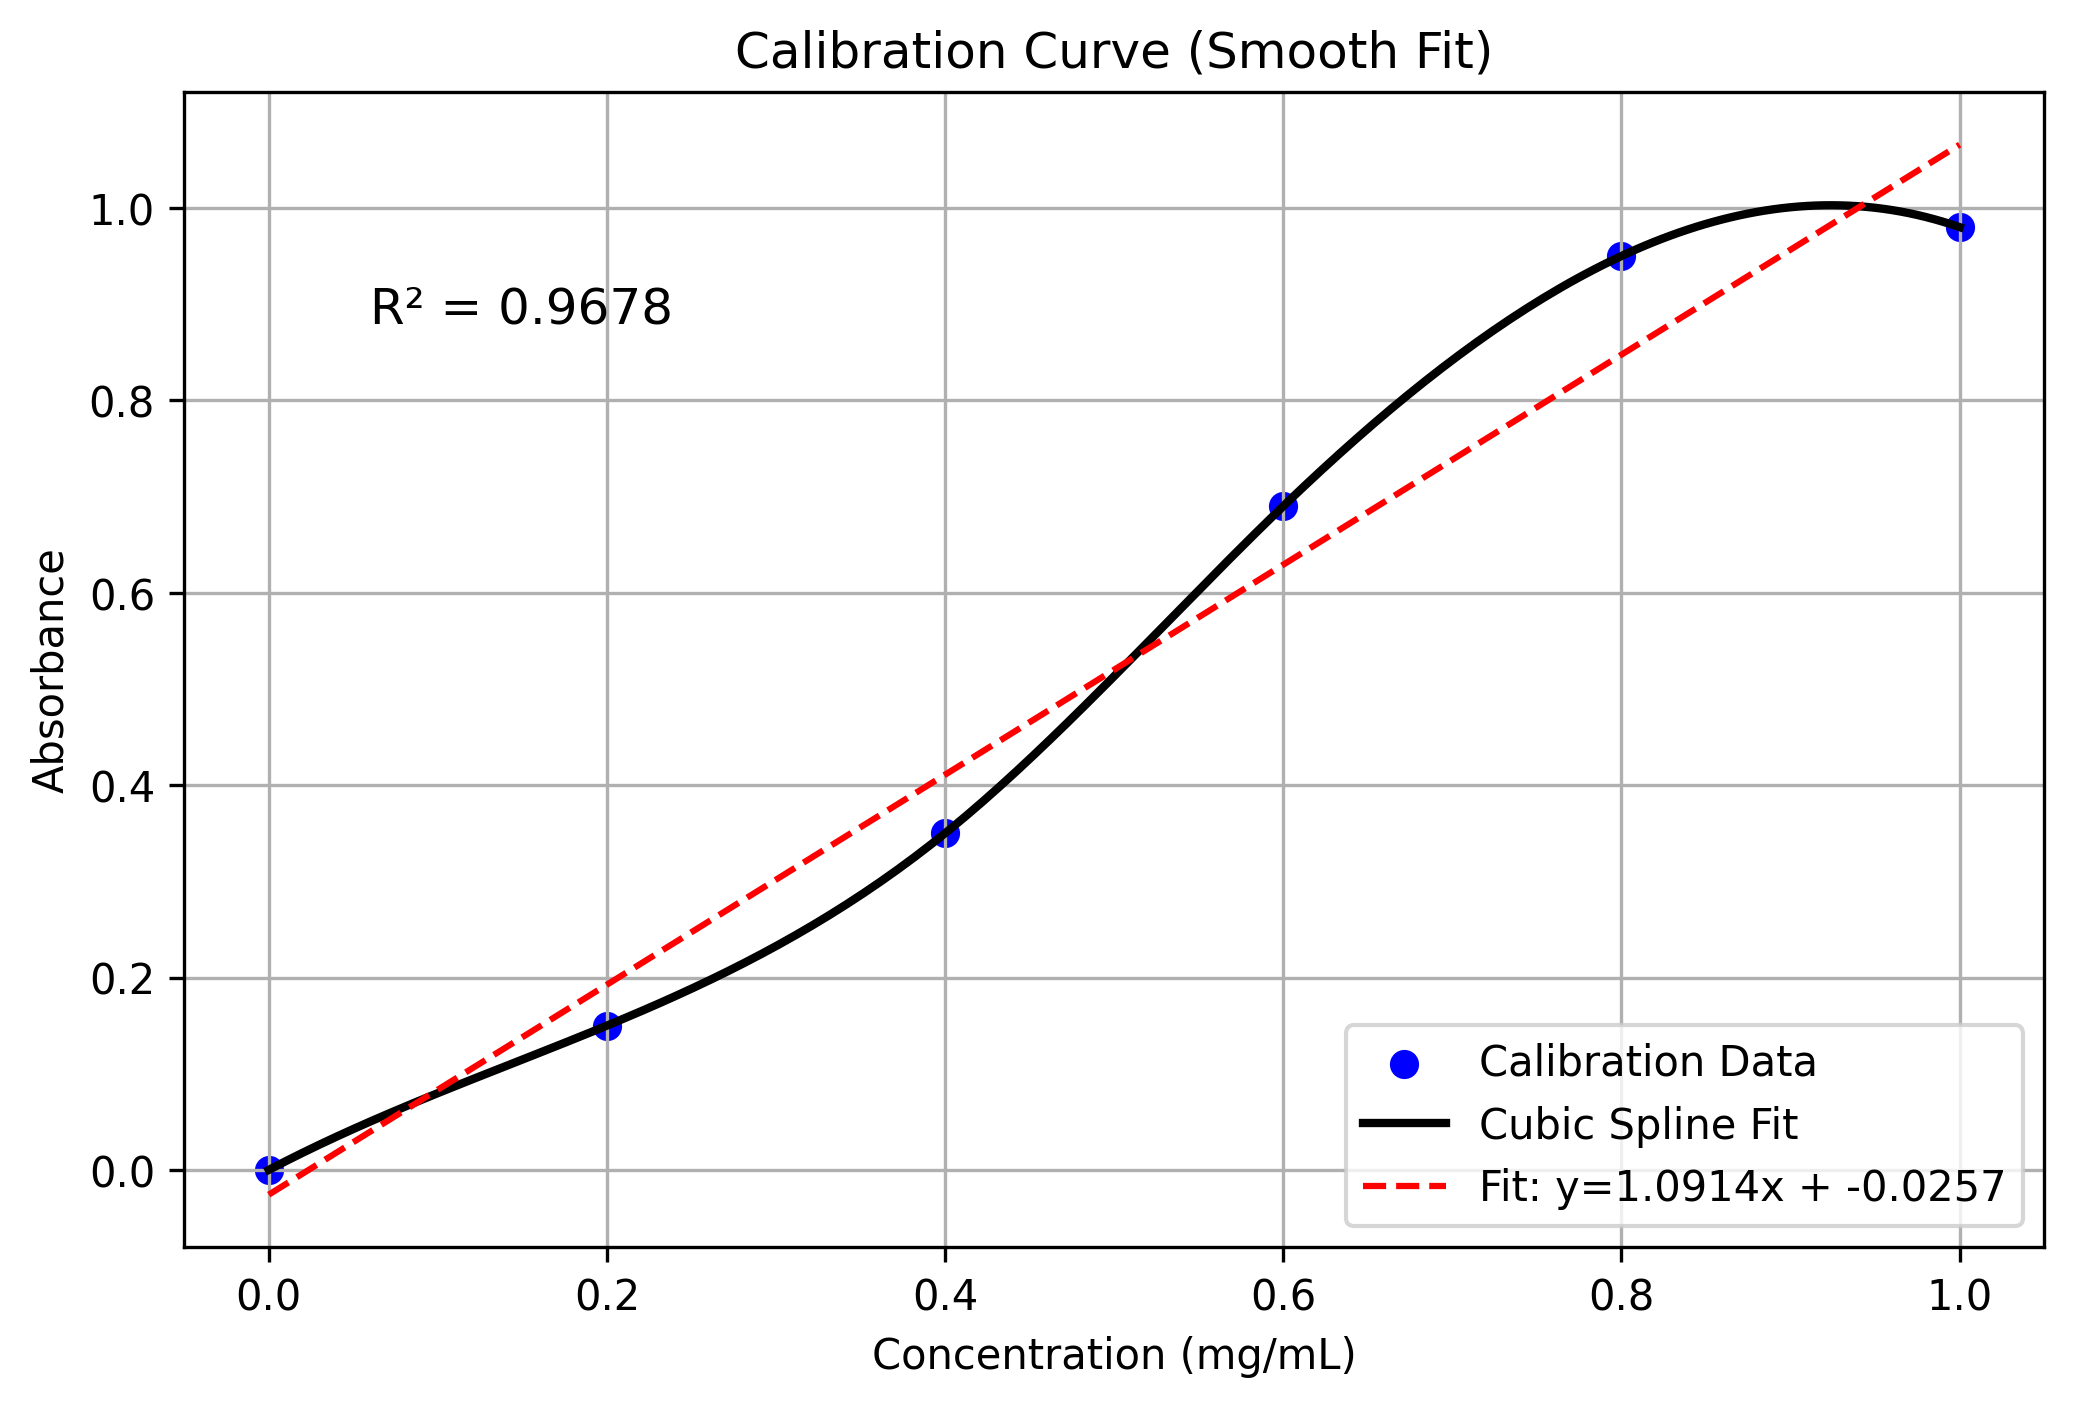 Calibration Curve (Smooth Fit)
R² = 0.9678
Absorbance
1.0
0.8
0.6
0.4
0.2
0.0
Calibration Data
Cubic Spline Fit
Fit: y=1.0914x + -0.0257
0.0 0.2 0.4 0.6 0.8 1.0
Concentration (mg/mL)